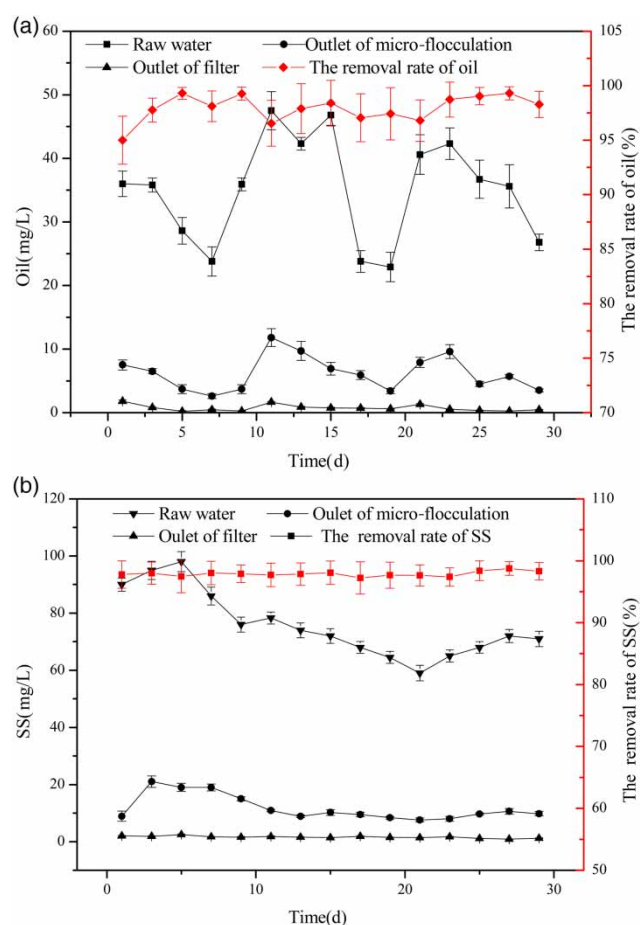 (a)
60
105
Raw water
Outlet of micro-flocculation
Outlet of filter
The removal rate of oil
50
100
40
95
30
90
85
20
80
10
75
0
70
0 5 10 15 20 25 30
Oil(mg/L)
The removal rate of oil(%)
Time(d)
(b)
120
110
Raw water
Oulet of micro-flocculation
Oulet of filter
The removal rate of SS
100
100
80
90
60
80
40
70
20
60
0
50
0 5 10 15 20 25 30
SS(mg/L)
The removal rate of SS(%)
Time(d)